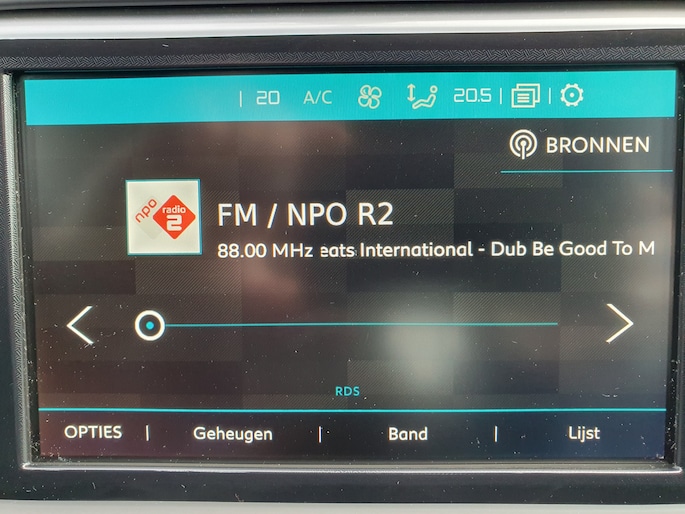 20 A/C 20.5
BRONNEN
npo radio 2
FM / NPO R2
88.00 MHz eats International - Dub Be Good To M
RDS
OPTIES Geheugen Band Lijst